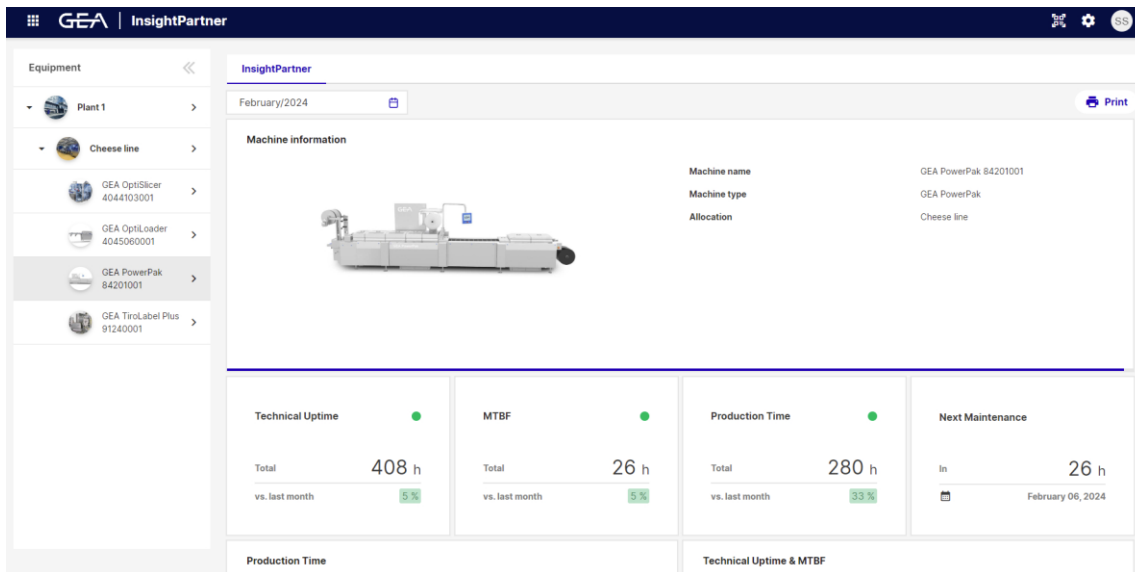 GEA | InsightPartner
SS
Equipment
Plant 1
Cheese line
GEA OptiSlicer
4044103001
GEA OptiLoader
4045060001
GEA PowerPak
84201001
GEA TiroLabel Plus
91240001
InsightPartner
February/2024
Print
Machine information
GEA
Machine name GEA PowerPak 84201001
Machine type GEA PowerPak
Allocation Cheese line
Technical Uptime
Total 408 h
vs. last month 5 %
MTBF
Total 26 h
vs. last month 5 %
Production Time
Total 280 h
vs. last month 33 %
Next Maintenance
In 26 h
February 06, 2024
Production Time
Technical Uptime & MTBF